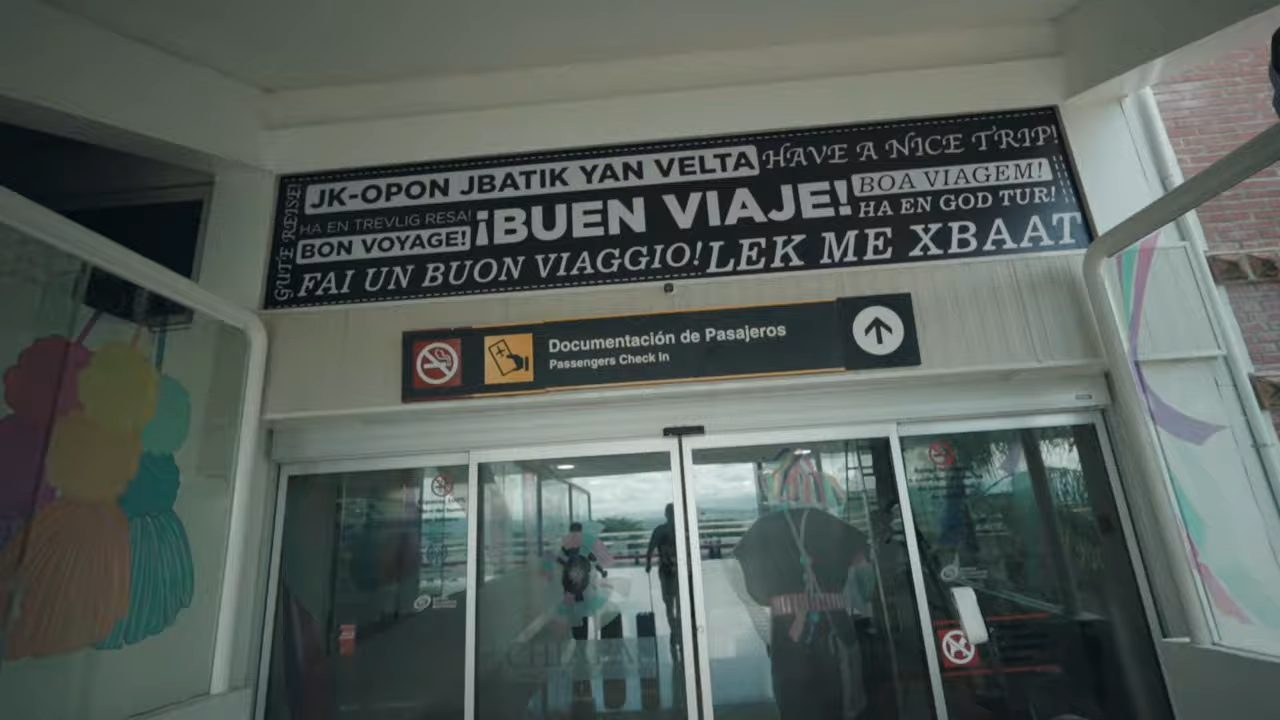 GUTE REISE!
JK-OPON JBATIK YAN VELTA
HAVE A NICE TRIP!
HA EN TREVLIG RESA!
¡BUEN VIAJE!
BOA VIAGEM!
BON VOYAGE!
HA EN GOD TUR!
FAI UN BUON VIAGGIO!
LEK ME XBAAT
Documentación de Pasajeros
Passengers Check In